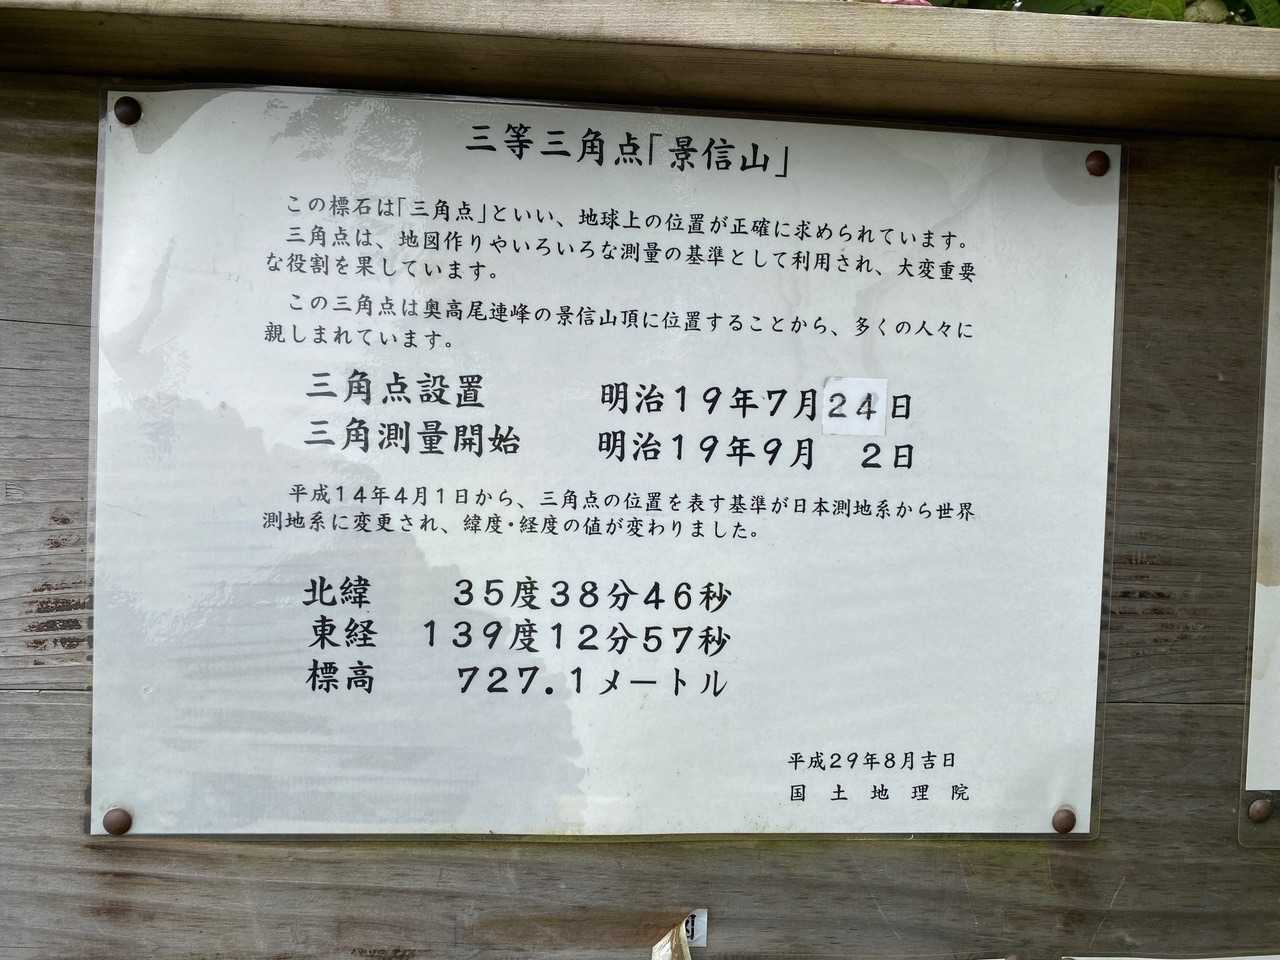 三等三角点「景信山」
この標石は「三角点」といい、地球上の位置が正確に求められています。
三角点は、地図作りやいろいろな測量の基準として利用され、大変重要
な役割を果しています。
この三角点は奥高尾連峰の景信山頂に位置することから、多くの人々に
親しまれています。
三角点設置 明治19年7月24日
三角測量開始 明治19年9月 2日
平成14年4月1日から、三角点の位置を表す基準が日本測地系から世界
測地系に変更され、緯度・経度の値が変わりました。
北緯 35度38分46秒
東経 139度12分57秒
標高 727.1メートル
平成29年8月吉日
国土地理院